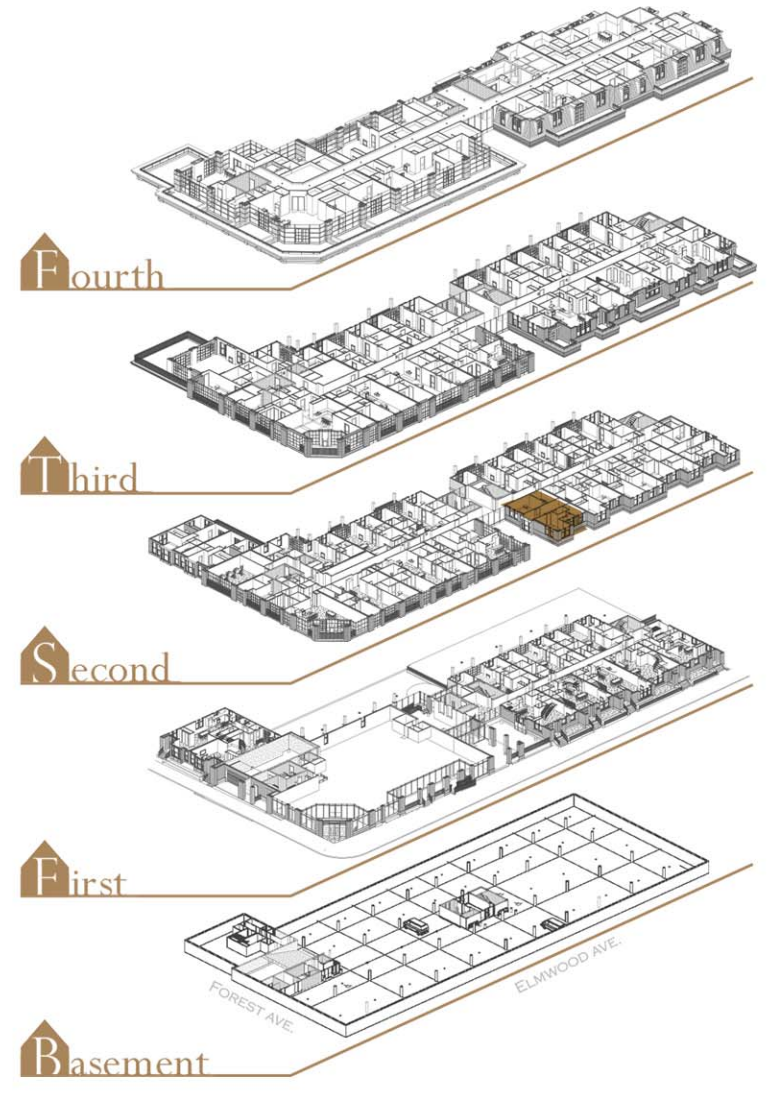 Fourth
Third
Second
First
FOREST AVE.
ELMWOOD AVE.
Basement